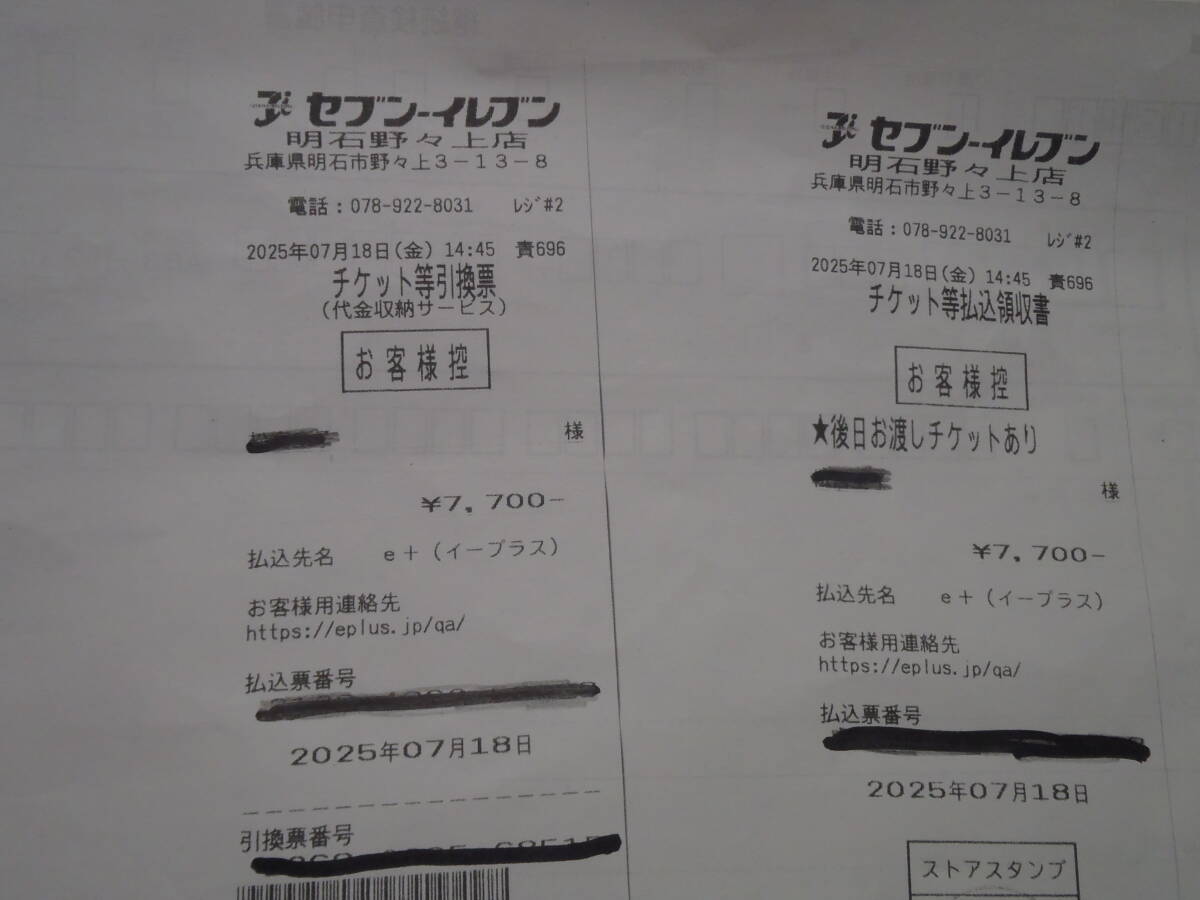 セブン-イレブン
明石野々上店
兵庫県明石市野々上3-13-8
電話：078-922-8031 ﾚｼﾞ#2
2025年07月18日(金) 14:45 責696
チケット等引換票
(代金収納サービス)
お客様控
様
¥7,700-
払込先名 e+(イープラス)
お客様用連絡先
https://eplus.jp/qa/
払込票番号
2025年07月18日
引換票番号
セブン-イレブン
明石野々上店
兵庫県明石市野々上3-13-8
電話：078-922-8031 ﾚｼﾞ#2
2025年07月18日(金) 14:45 責696
チケット等払込領収書
お客様控
★後日お渡しチケットあり
様
¥7,700-
払込先名 e+(イープラス)
お客様用連絡先
https://eplus.jp/qa/
払込票番号
2025年07月18日
ストアスタンプ